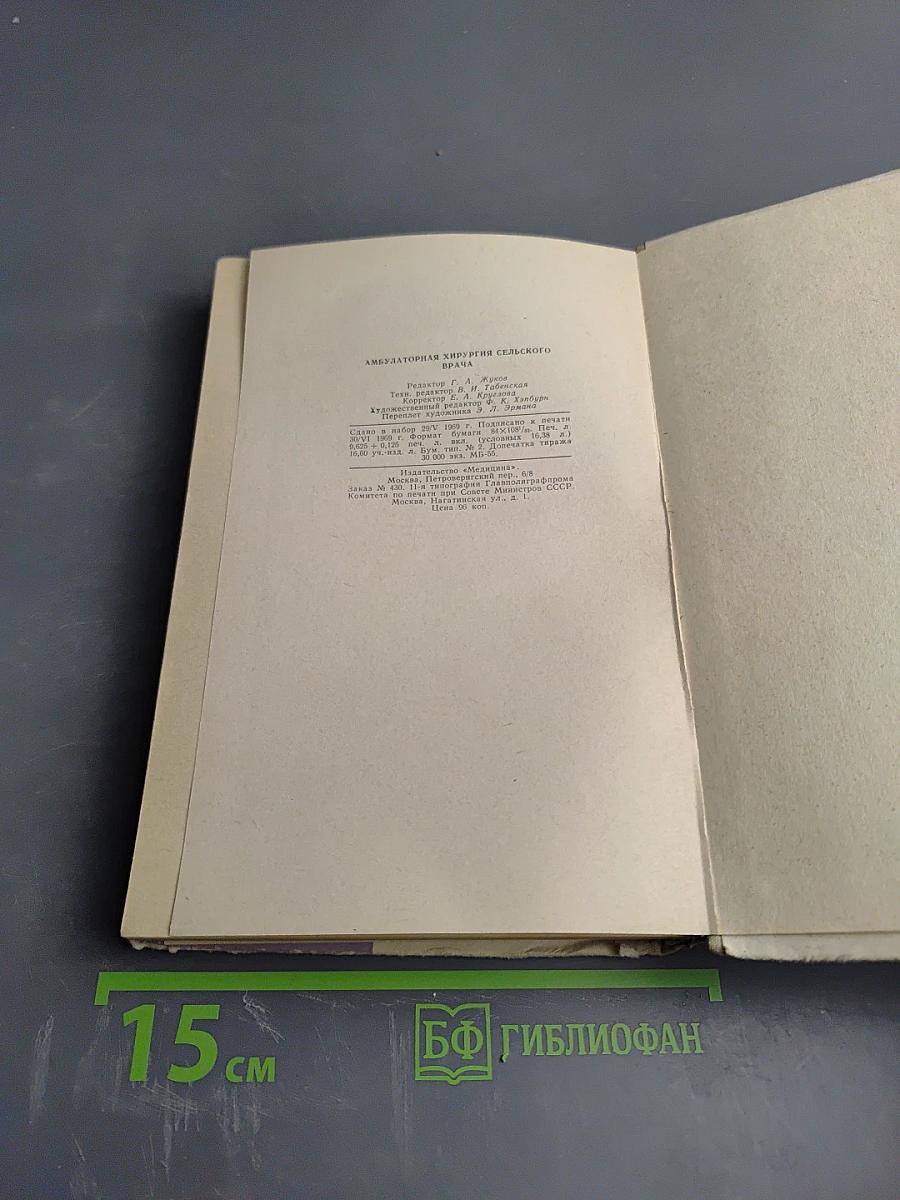 АМБУЛАТОРНАЯ ХИРУРГИЯ СЕЛЬСКОГО
ВРАЧА
Редактор Г. А. Жуков
Техн. редактор В. И. Табенская
Корректор Е. А. Круглова
Художественный редактор Ф. К. Хэпбурн
Переплет художника Э. Л. Эрмана
Сдано в набор 29/V 1969 г. Подписано к печати
30/VI 1969 г. Формат бумаги 84×108¹/₃₂. Печ. л.
9,625 + 0,125 печ. л. вкл. (условных 16,38 л.)
16,60 уч.-изд. л. Бум. тип. № 2. Допечатка тиража
30 000 экз. МБ-55.
Издательство «Медицина».
Москва, Петроверигский пер., 6/8
Заказ № 430. 11-я типография Главполиграфпрома
Комитета по печати при Совете Министров СССР.
Москва, Нагатинская ул., д. 1.
Цена 96 коп.
15 см
БФ ГИБЛИОФАН